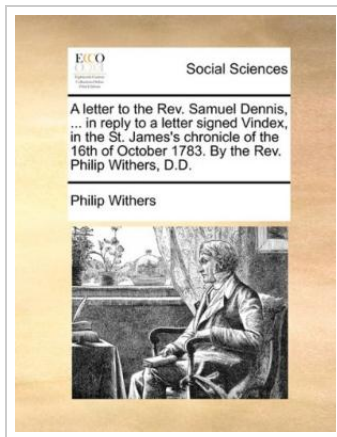 ECCO
Social Sciences
A letter to the Rev. Samuel Dennis,
... in reply to a letter signed Vindex,
in the St. James's chronicle of the
16th of October 1783. By the Rev.
Philip Withers, D.D.
Philip Withers